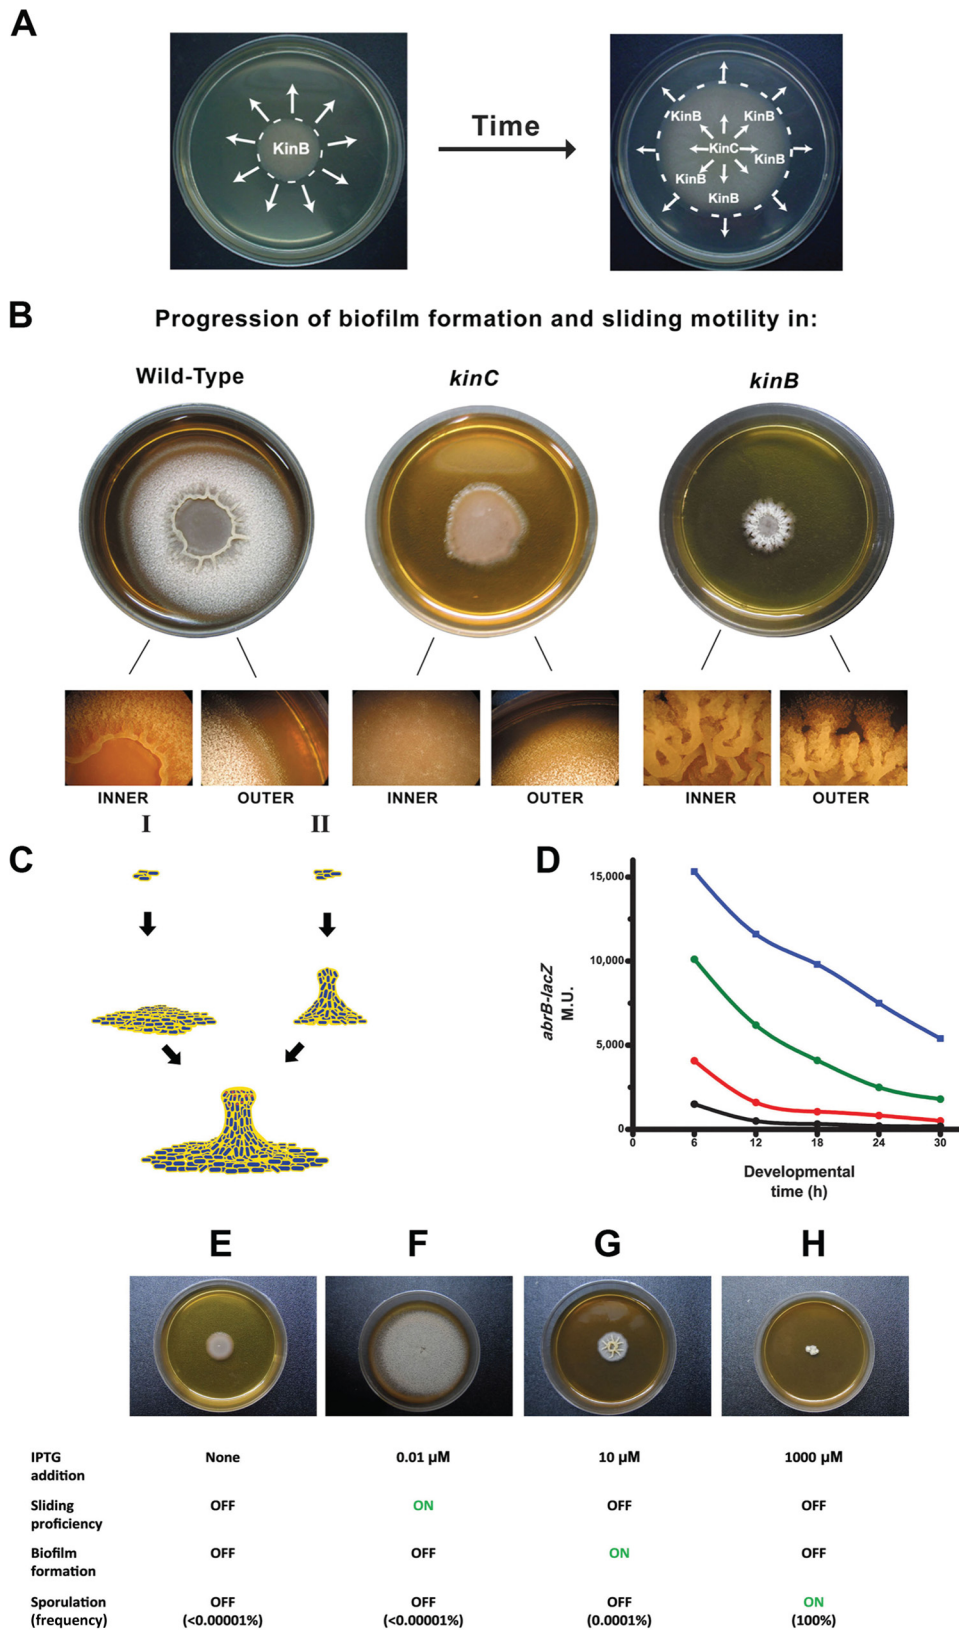 A
KinB
Time
KinB
KinB
KinC
KinB
KinB
KinB
B
Progression of biofilm formation and sliding motility in:
Wild-Type
kinC
kinB
INNER
OUTER
INNER
OUTER
INNER
OUTER
I
II
C
D
abrB-lacZ
M.U.
15,000
10,000
5,000
0
0
6
12
18
24
30
Developmental
time (h)
E
F
G
H
IPTG
addition
None
0.01 µM
10 µM
1000 µM
Sliding
proficiency
OFF
ON
OFF
OFF
Biofilm
formation
OFF
OFF
ON
OFF
Sporulation
(frequency)
OFF
(<0.00001%)
OFF
(<0.00001%)
OFF
(0.0001%)
ON
(100%)